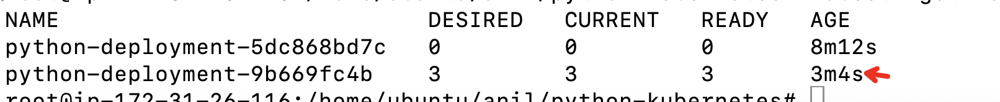 NAME DESIRED CURRENT READY AGE
python-deployment-5dc868bd7c 0 0 0 8m12s
python-deployment-9b669fc4b 3 3 3 3m4s
root@ip-172-31-26-116:/home/ubuntu/anil/python-kubernetes#